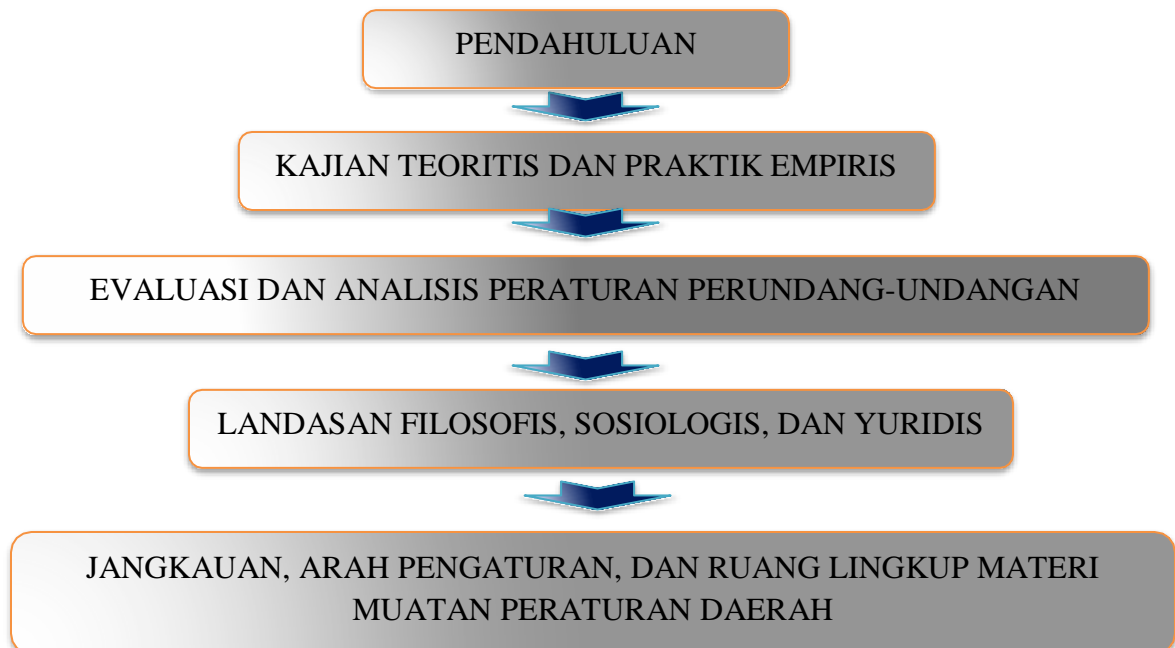 PENDAHULUAN
KAJIAN TEORITIS DAN PRAKTIK EMPIRIS
EVALUASI DAN ANALISIS PERATURAN PERUNDANG-UNDANGAN
LANDASAN FILOSOFIS, SOSIOLOGIS, DAN YURIDIS
JANGKAUAN, ARAH PENGATURAN, DAN RUANG LINGKUP MATERI
MUATAN PERATURAN DAERAH